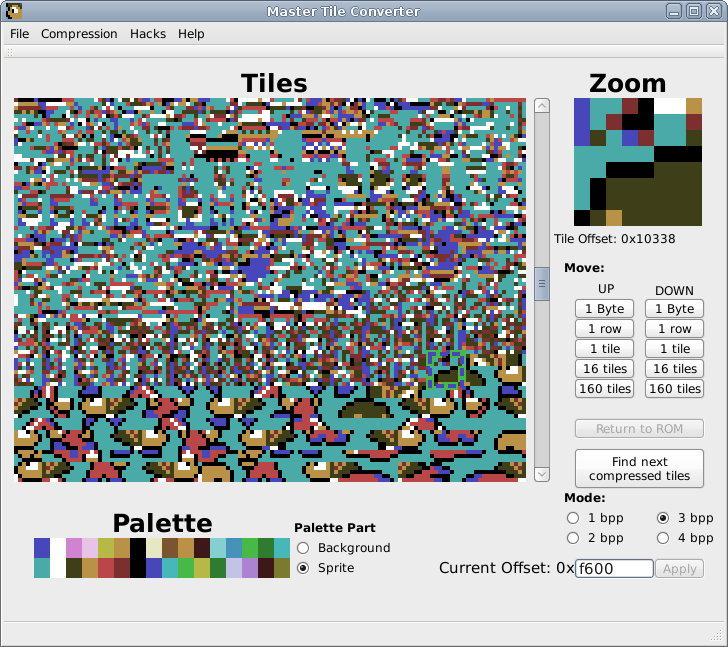 Master Tile Converter
File Compression Hacks Help
Tiles
Zoom
Tile Offset: 0x10338
Move:
UP DOWN
1 Byte 1 Byte
1 row 1 row
1 tile 1 tile
16 tiles 16 tiles
160 tiles 160 tiles
Return to ROM
Find next
compressed tiles
Mode:
1 bpp 3 bpp
2 bpp 4 bpp
Palette
Palette Part
Background
Sprite
Current Offset: 0x f600 Apply